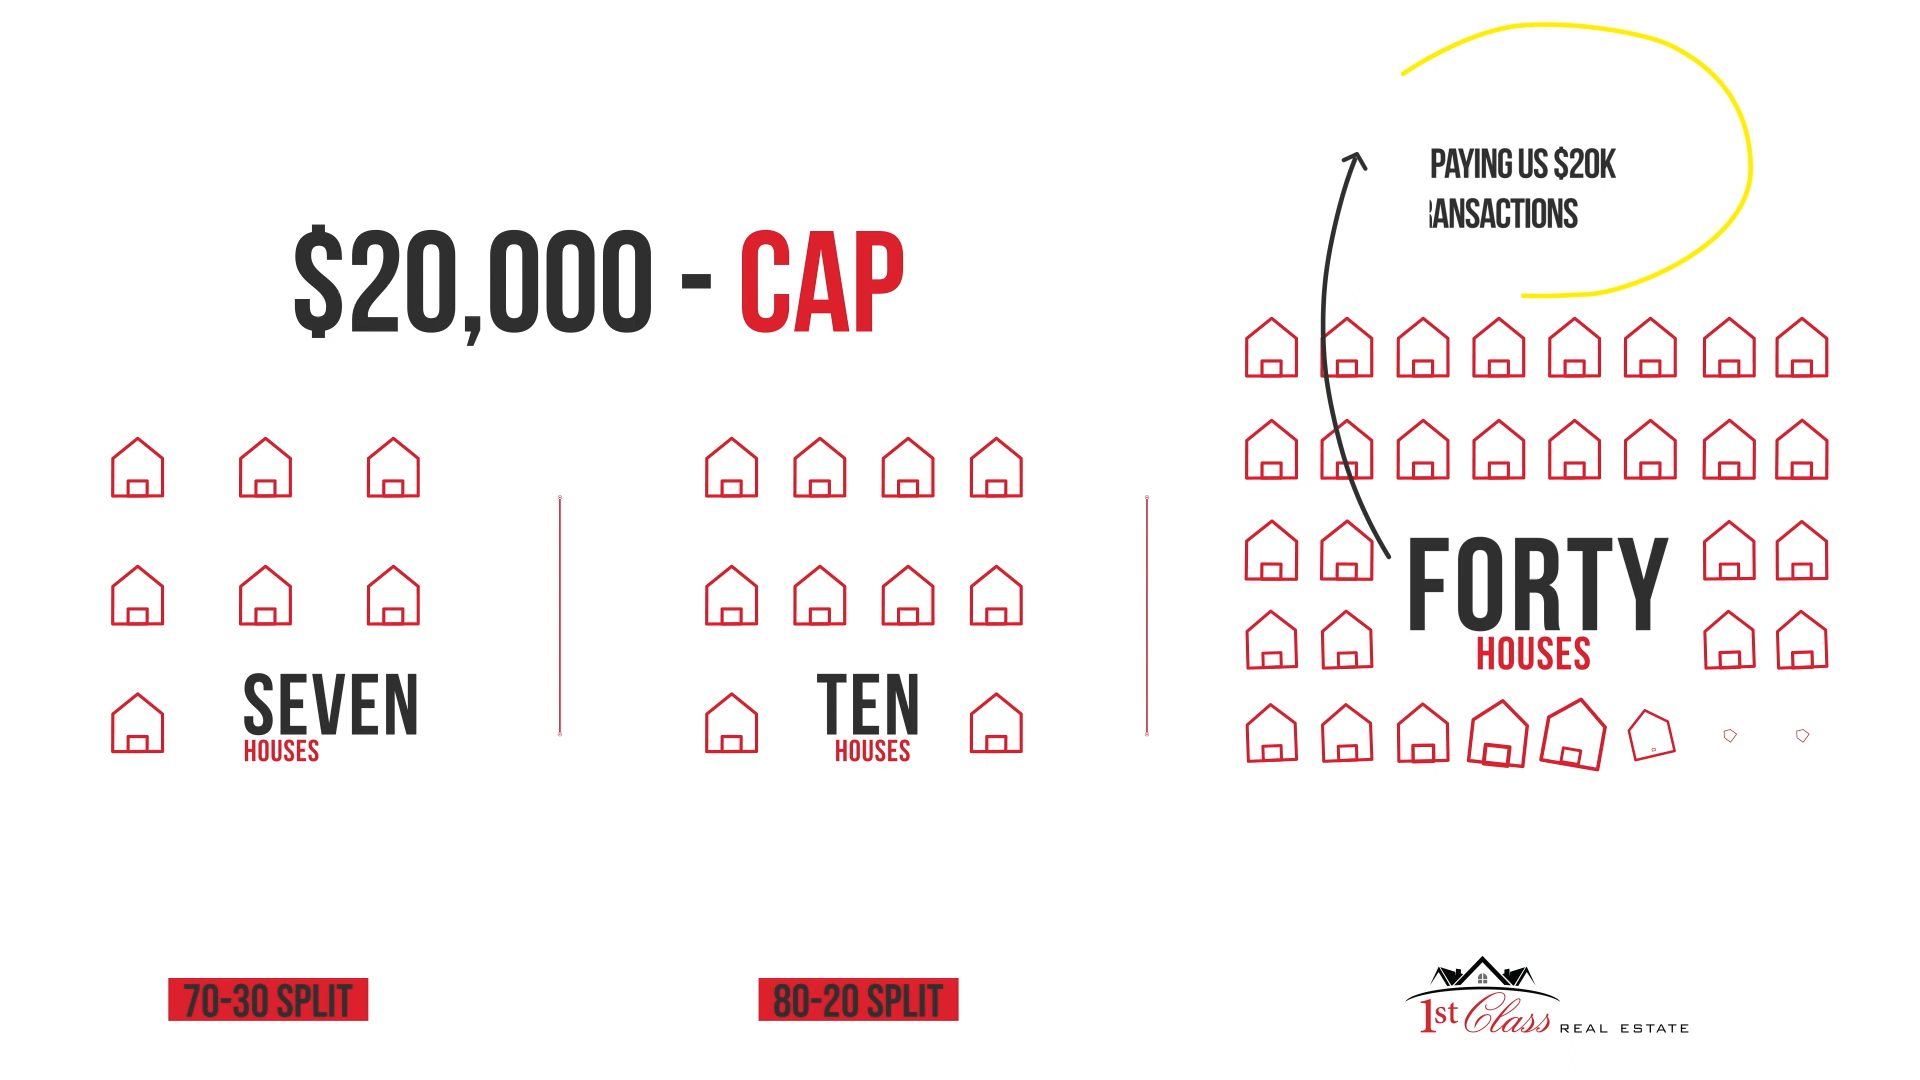 $20,000 - CAP
PAYING US $20K
RANSACTIONS
SEVEN
HOUSES
TEN
HOUSES
FORTY
HOUSES
70-30 SPLIT
80-20 SPLIT
1st Class REAL ESTATE